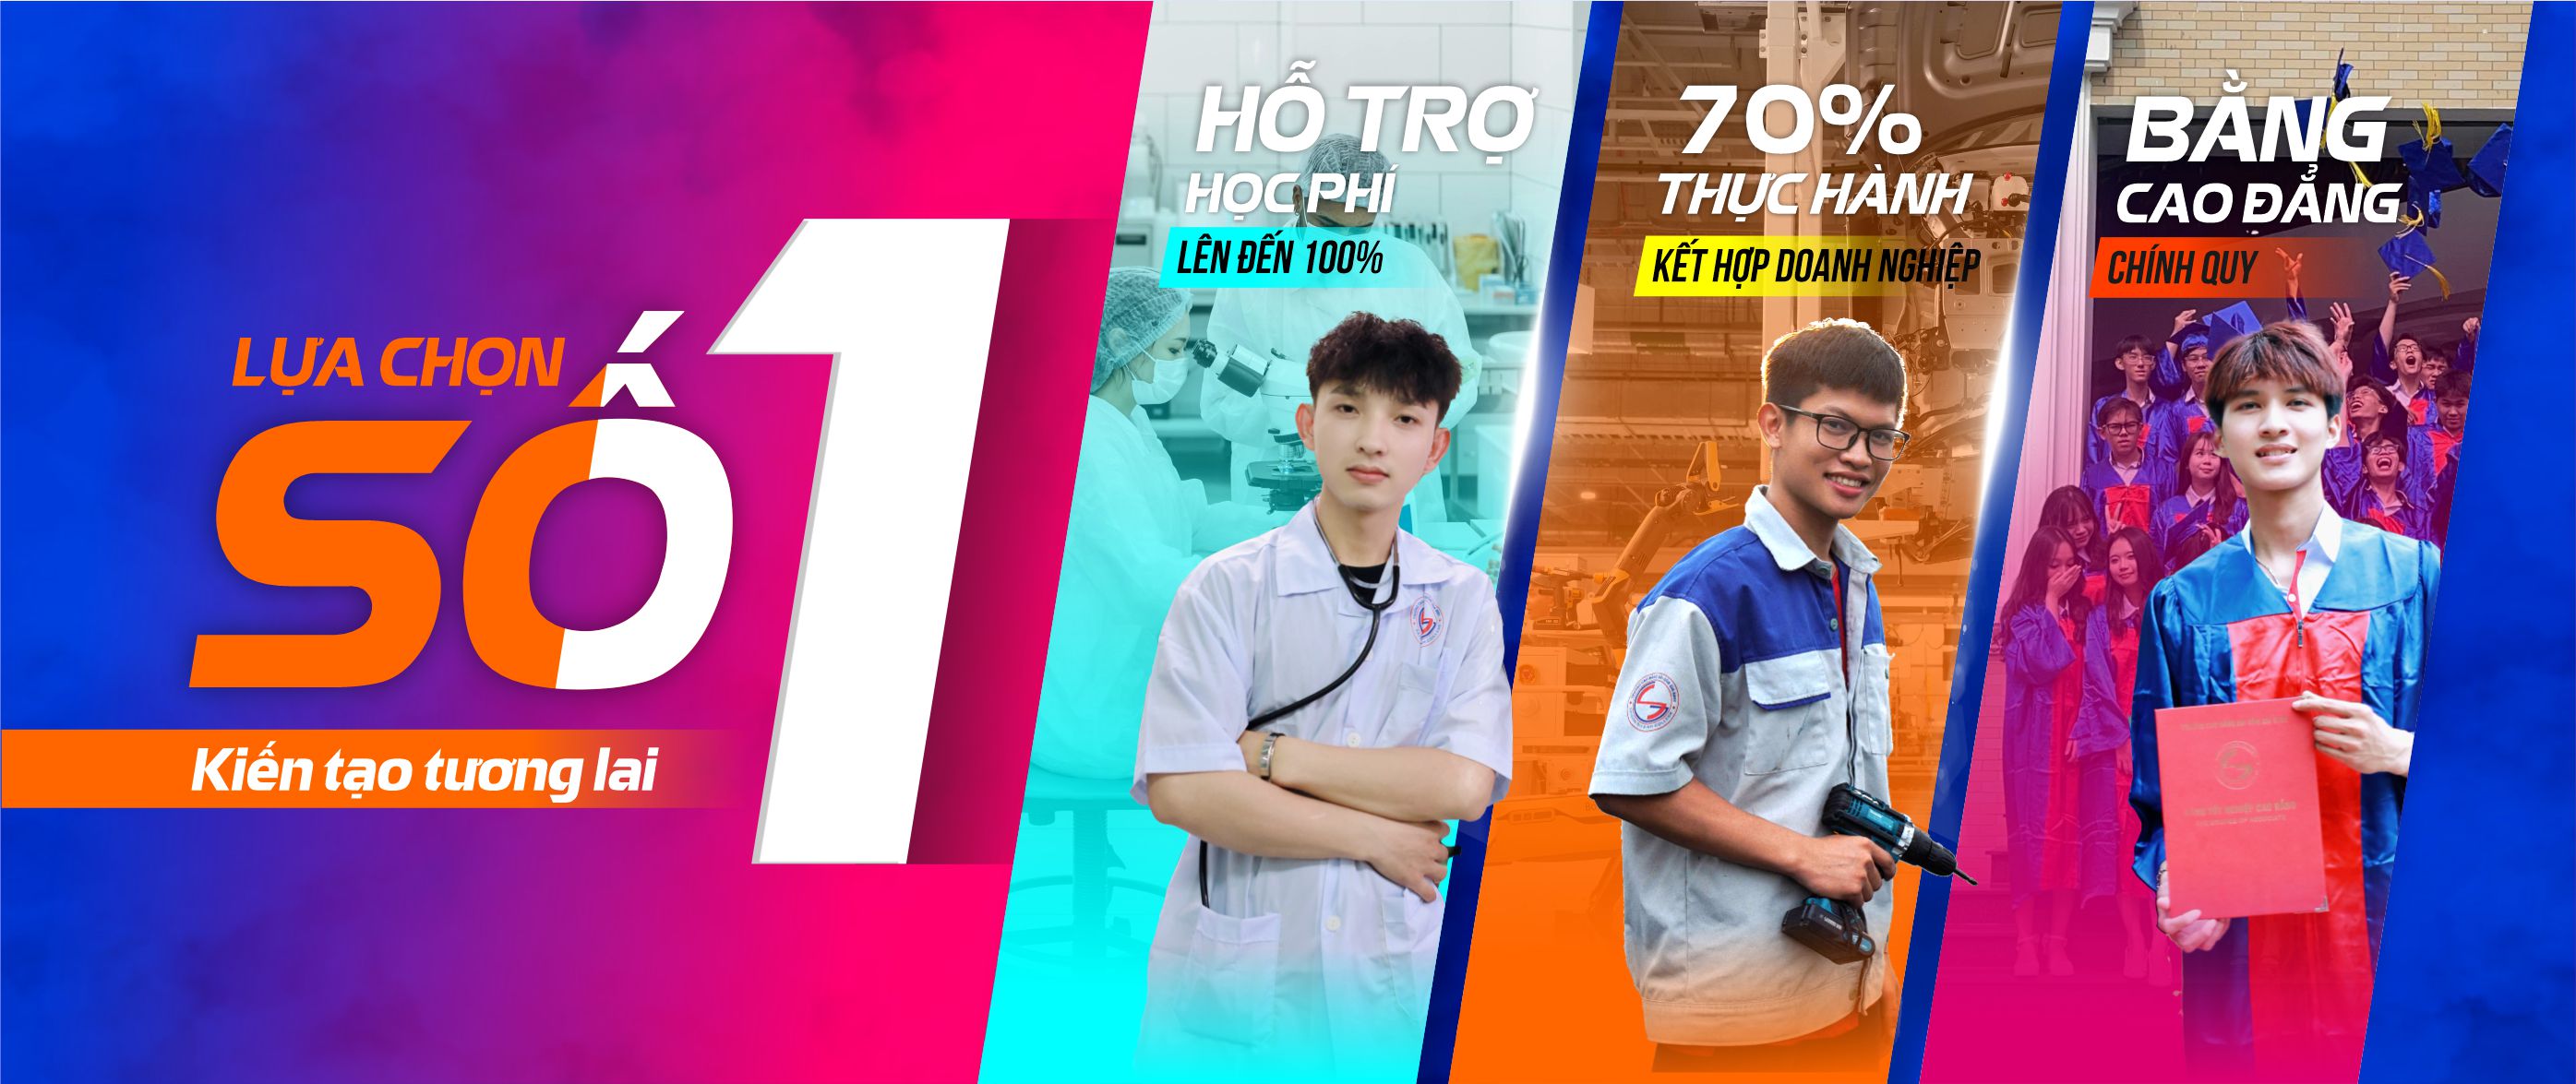 LỰA CHỌN
SỐ 1
Kiến tạo tương lai
HỖ TRỢ
HỌC PHÍ
LÊN ĐẾN 100%
70%
THỰC HÀNH
KẾT HỢP DOANH NGHIỆP
BẰNG
CAO ĐẲNG
CHÍNH QUY